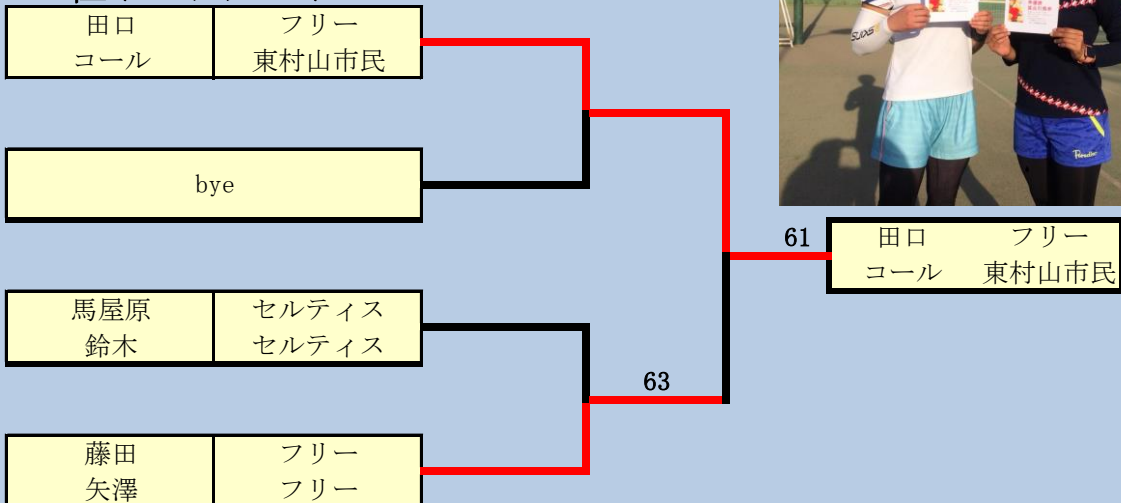 田口 フリー
コール 東村山市民
bye
61
田口 フリー
コール 東村山市民
馬屋原 セルティス
鈴木 セルティス
63
藤田 フリー
矢澤 フリー